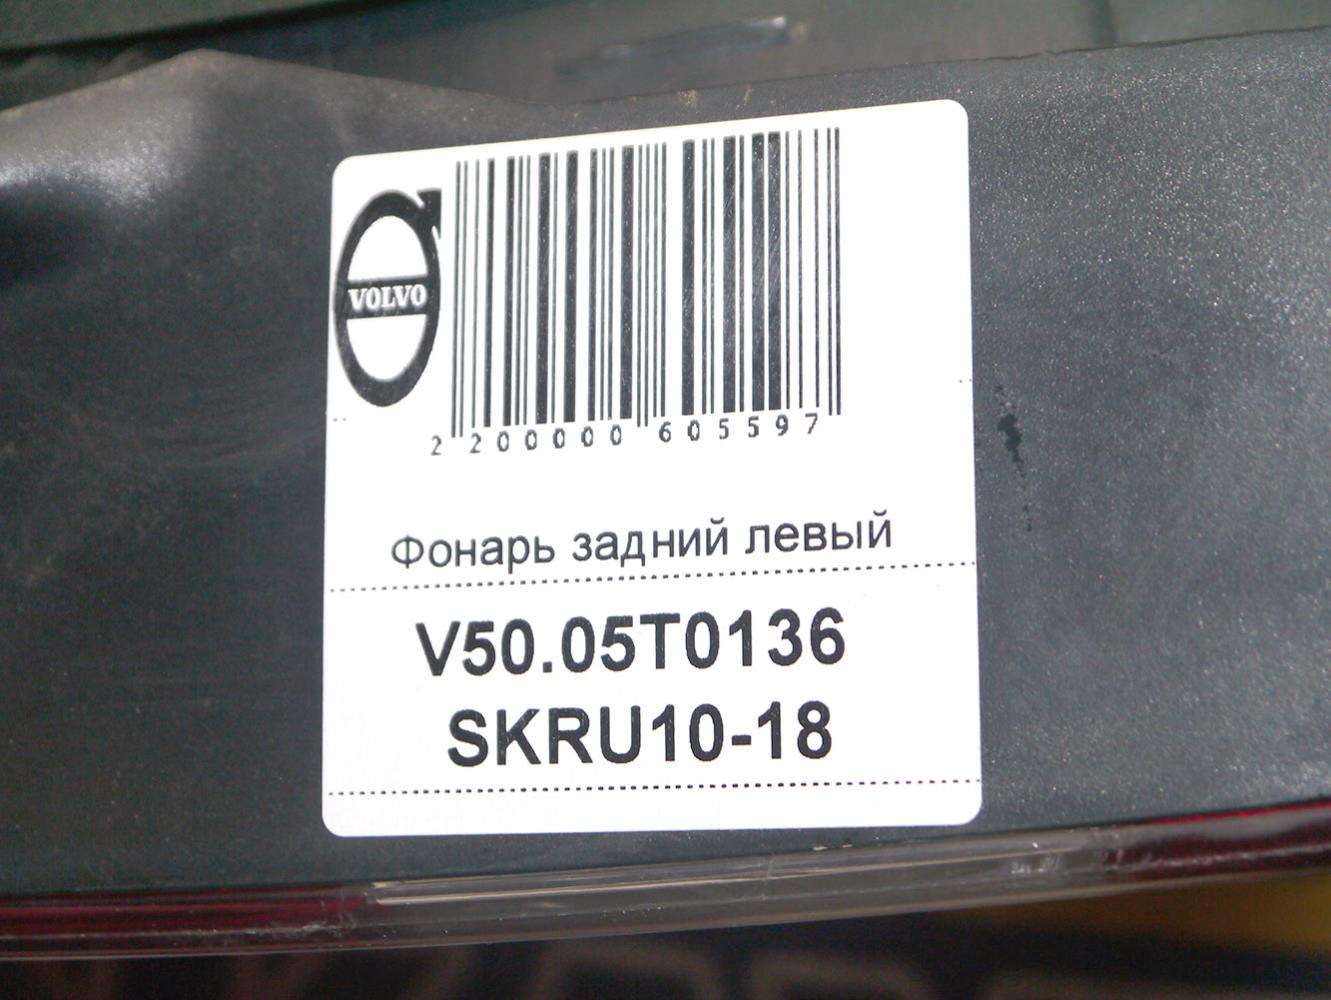 VOLVO
2 200000 605597
Фонарь задний левый
V50.05T0136
SKRU10-18